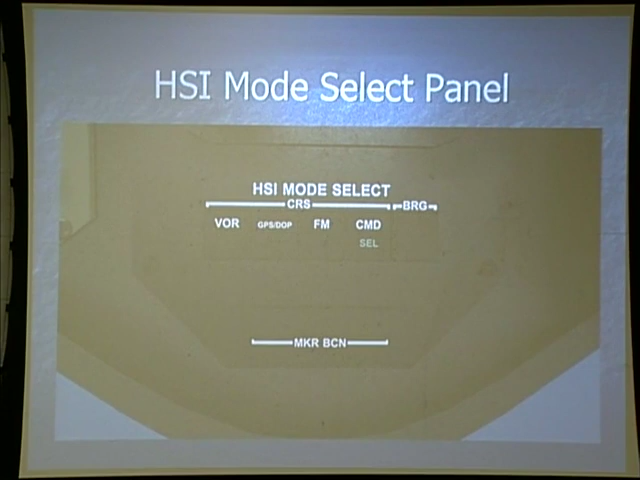 HSI Mode Select Panel
HSI MODE SELECT
CRS BRG
VOR GPS/DOP FM CMD
SEL
MKR BCN